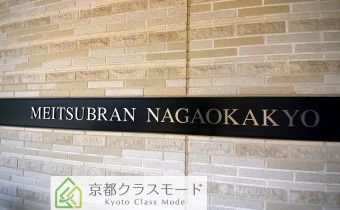 MEITSUBRAN NAGAOKAKYO
京都クラスモード
Kyoto Class Mode